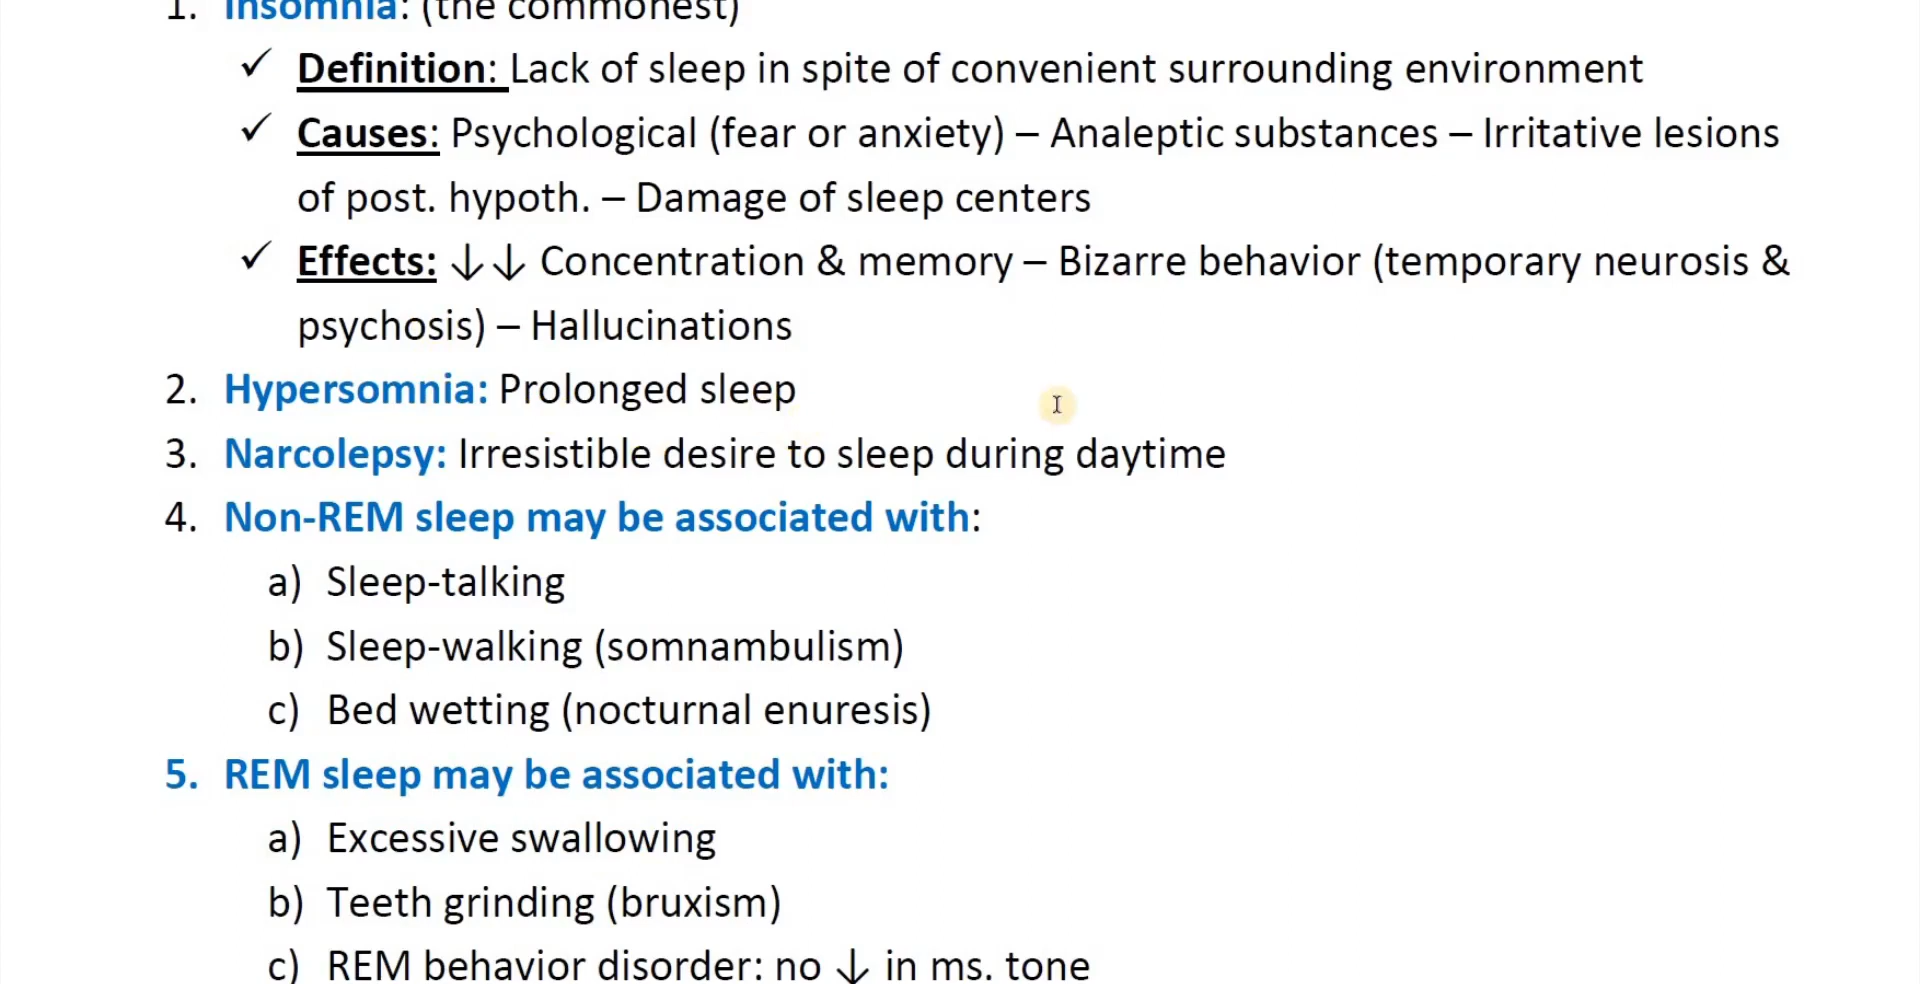 1. Insomnia: (the commonest)
✓ Definition: Lack of sleep in spite of convenient surrounding environment
✓ Causes: Psychological (fear or anxiety) – Analeptic substances – Irritative lesions
of post. hypoth. – Damage of sleep centers
✓ Effects: ↓↓ Concentration & memory – Bizarre behavior (temporary neurosis &
psychosis) – Hallucinations
2. Hypersomnia: Prolonged sleep
3. Narcolepsy: Irresistible desire to sleep during daytime
4. Non-REM sleep may be associated with:
a) Sleep-talking
b) Sleep-walking (somnambulism)
c) Bed wetting (nocturnal enuresis)
5. REM sleep may be associated with:
a) Excessive swallowing
b) Teeth grinding (bruxism)
c) REM behavior disorder: no ↓ in ms. tone